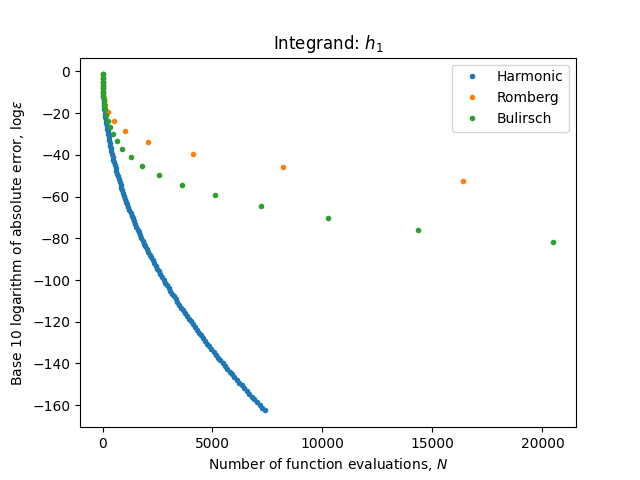 Integrand: h₁
Harmonic
Romberg
Bulirsch
Base 10 logarithm of absolute error, logε
0
−20
−40
−60
−80
−100
−120
−140
−160
0 5000 10000 15000 20000
Number of function evaluations, N